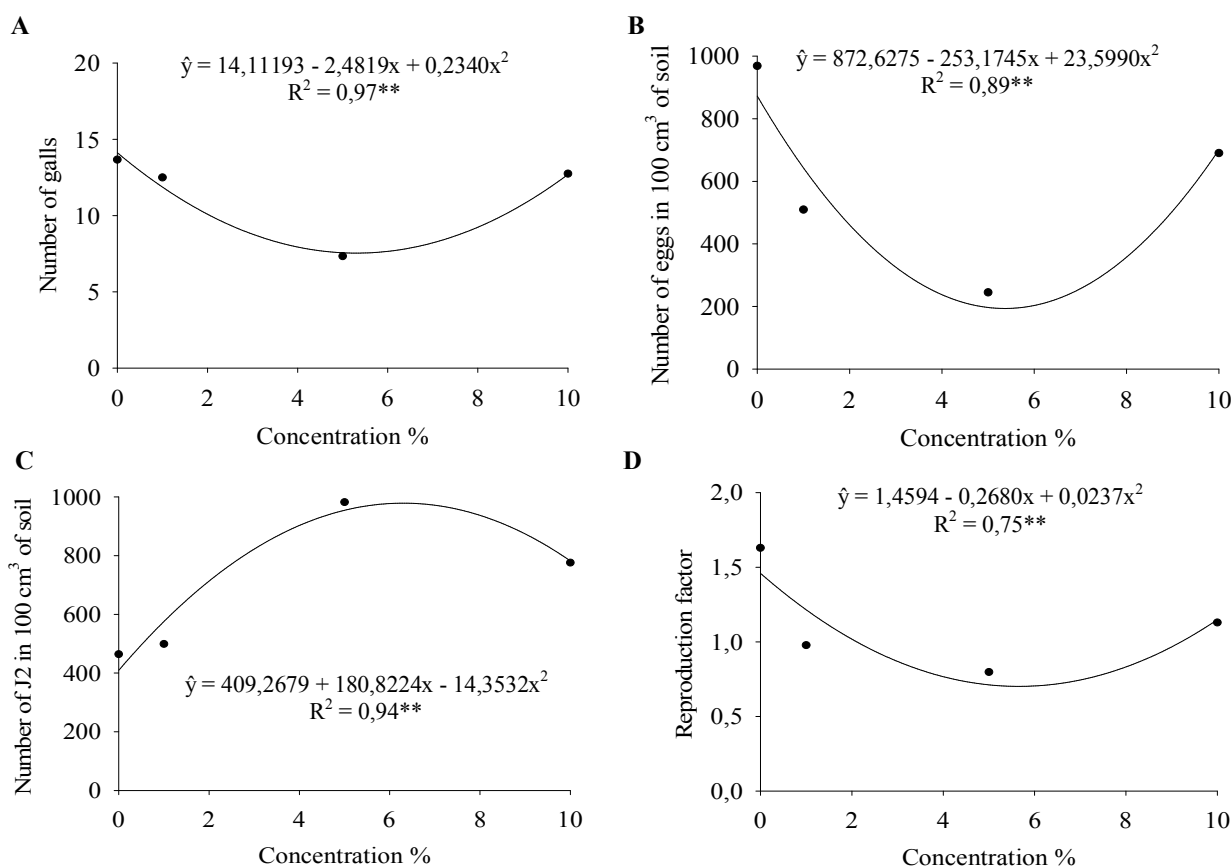 A
ŷ = 14,11193 - 2,4819x + 0,2340x²
R² = 0,97**
Number of galls
20
15
10
5
0
0 2 4 6 8 10
Concentration %
B
ŷ = 872,6275 - 253,1745x + 23,5990x²
R² = 0,89**
Number of eggs in 100 cm³ of soil
1000
800
600
400
200
0
0 2 4 6 8 10
Concentration %
C
Number of J2 in 100 cm³ of soil
1000
800
600
400
200
0
ŷ = 409,2679 + 180,8224x - 14,3532x²
R² = 0,94**
0 2 4 6 8 10
Concentration %
D
ŷ = 1,4594 - 0,2680x + 0,0237x²
R² = 0,75**
Reproduction factor
2,0
1,5
1,0
0,5
0,0
0 2 4 6 8 10
Concentration %